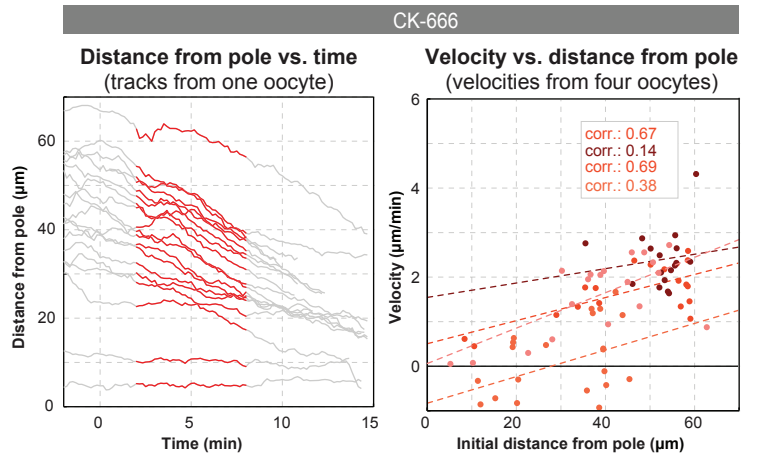 CK-666
Distance from pole vs. time
(tracks from one oocyte)
Distance from pole (µm)
60
40
20
0
0
5
10
15
Time (min)
Velocity vs. distance from pole
(velocities from four oocytes)
Velocity (µm/min)
6
4
2
0
corr.: 0.67
corr.: 0.14
corr.: 0.69
corr.: 0.38
0
20
40
60
Initial distance from pole (µm)